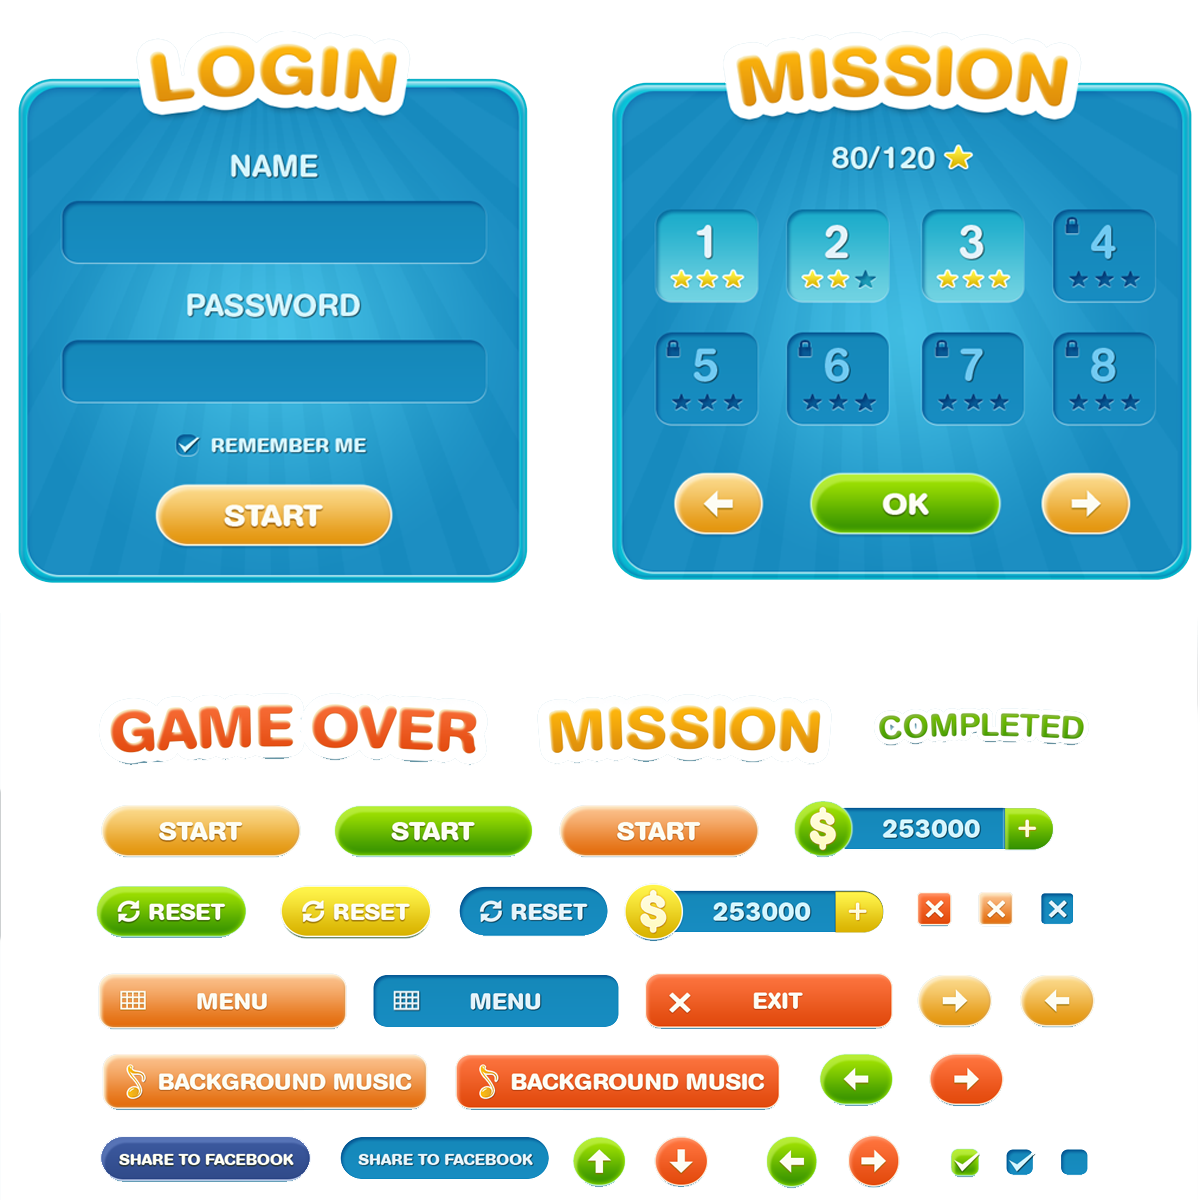 LOGIN
NAME
PASSWORD
REMEMBER ME
START
MISSION
80/120
1 2 3 4
5 6 7 8
OK
GAME OVER MISSION COMPLETED
START START START $ 253000 +
RESET RESET RESET $ 253000 +
MENU MENU EXIT
BACKGROUND MUSIC BACKGROUND MUSIC
SHARE TO FACEBOOK SHARE TO FACEBOOK